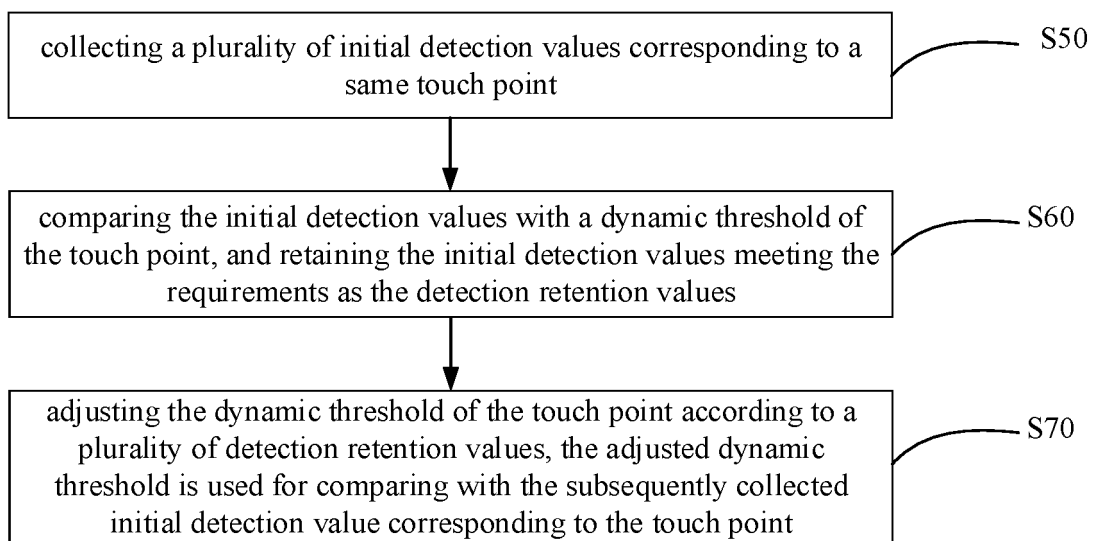 collecting a plurality of initial detection values corresponding to a
same touch point
S50
comparing the initial detection values with a dynamic threshold of
the touch point, and retaining the initial detection values meeting the
requirements as the detection retention values
S60
adjusting the dynamic threshold of the touch point according to a
plurality of detection retention values, the adjusted dynamic
threshold is used for comparing with the subsequently collected
initial detection value corresponding to the touch point
S70